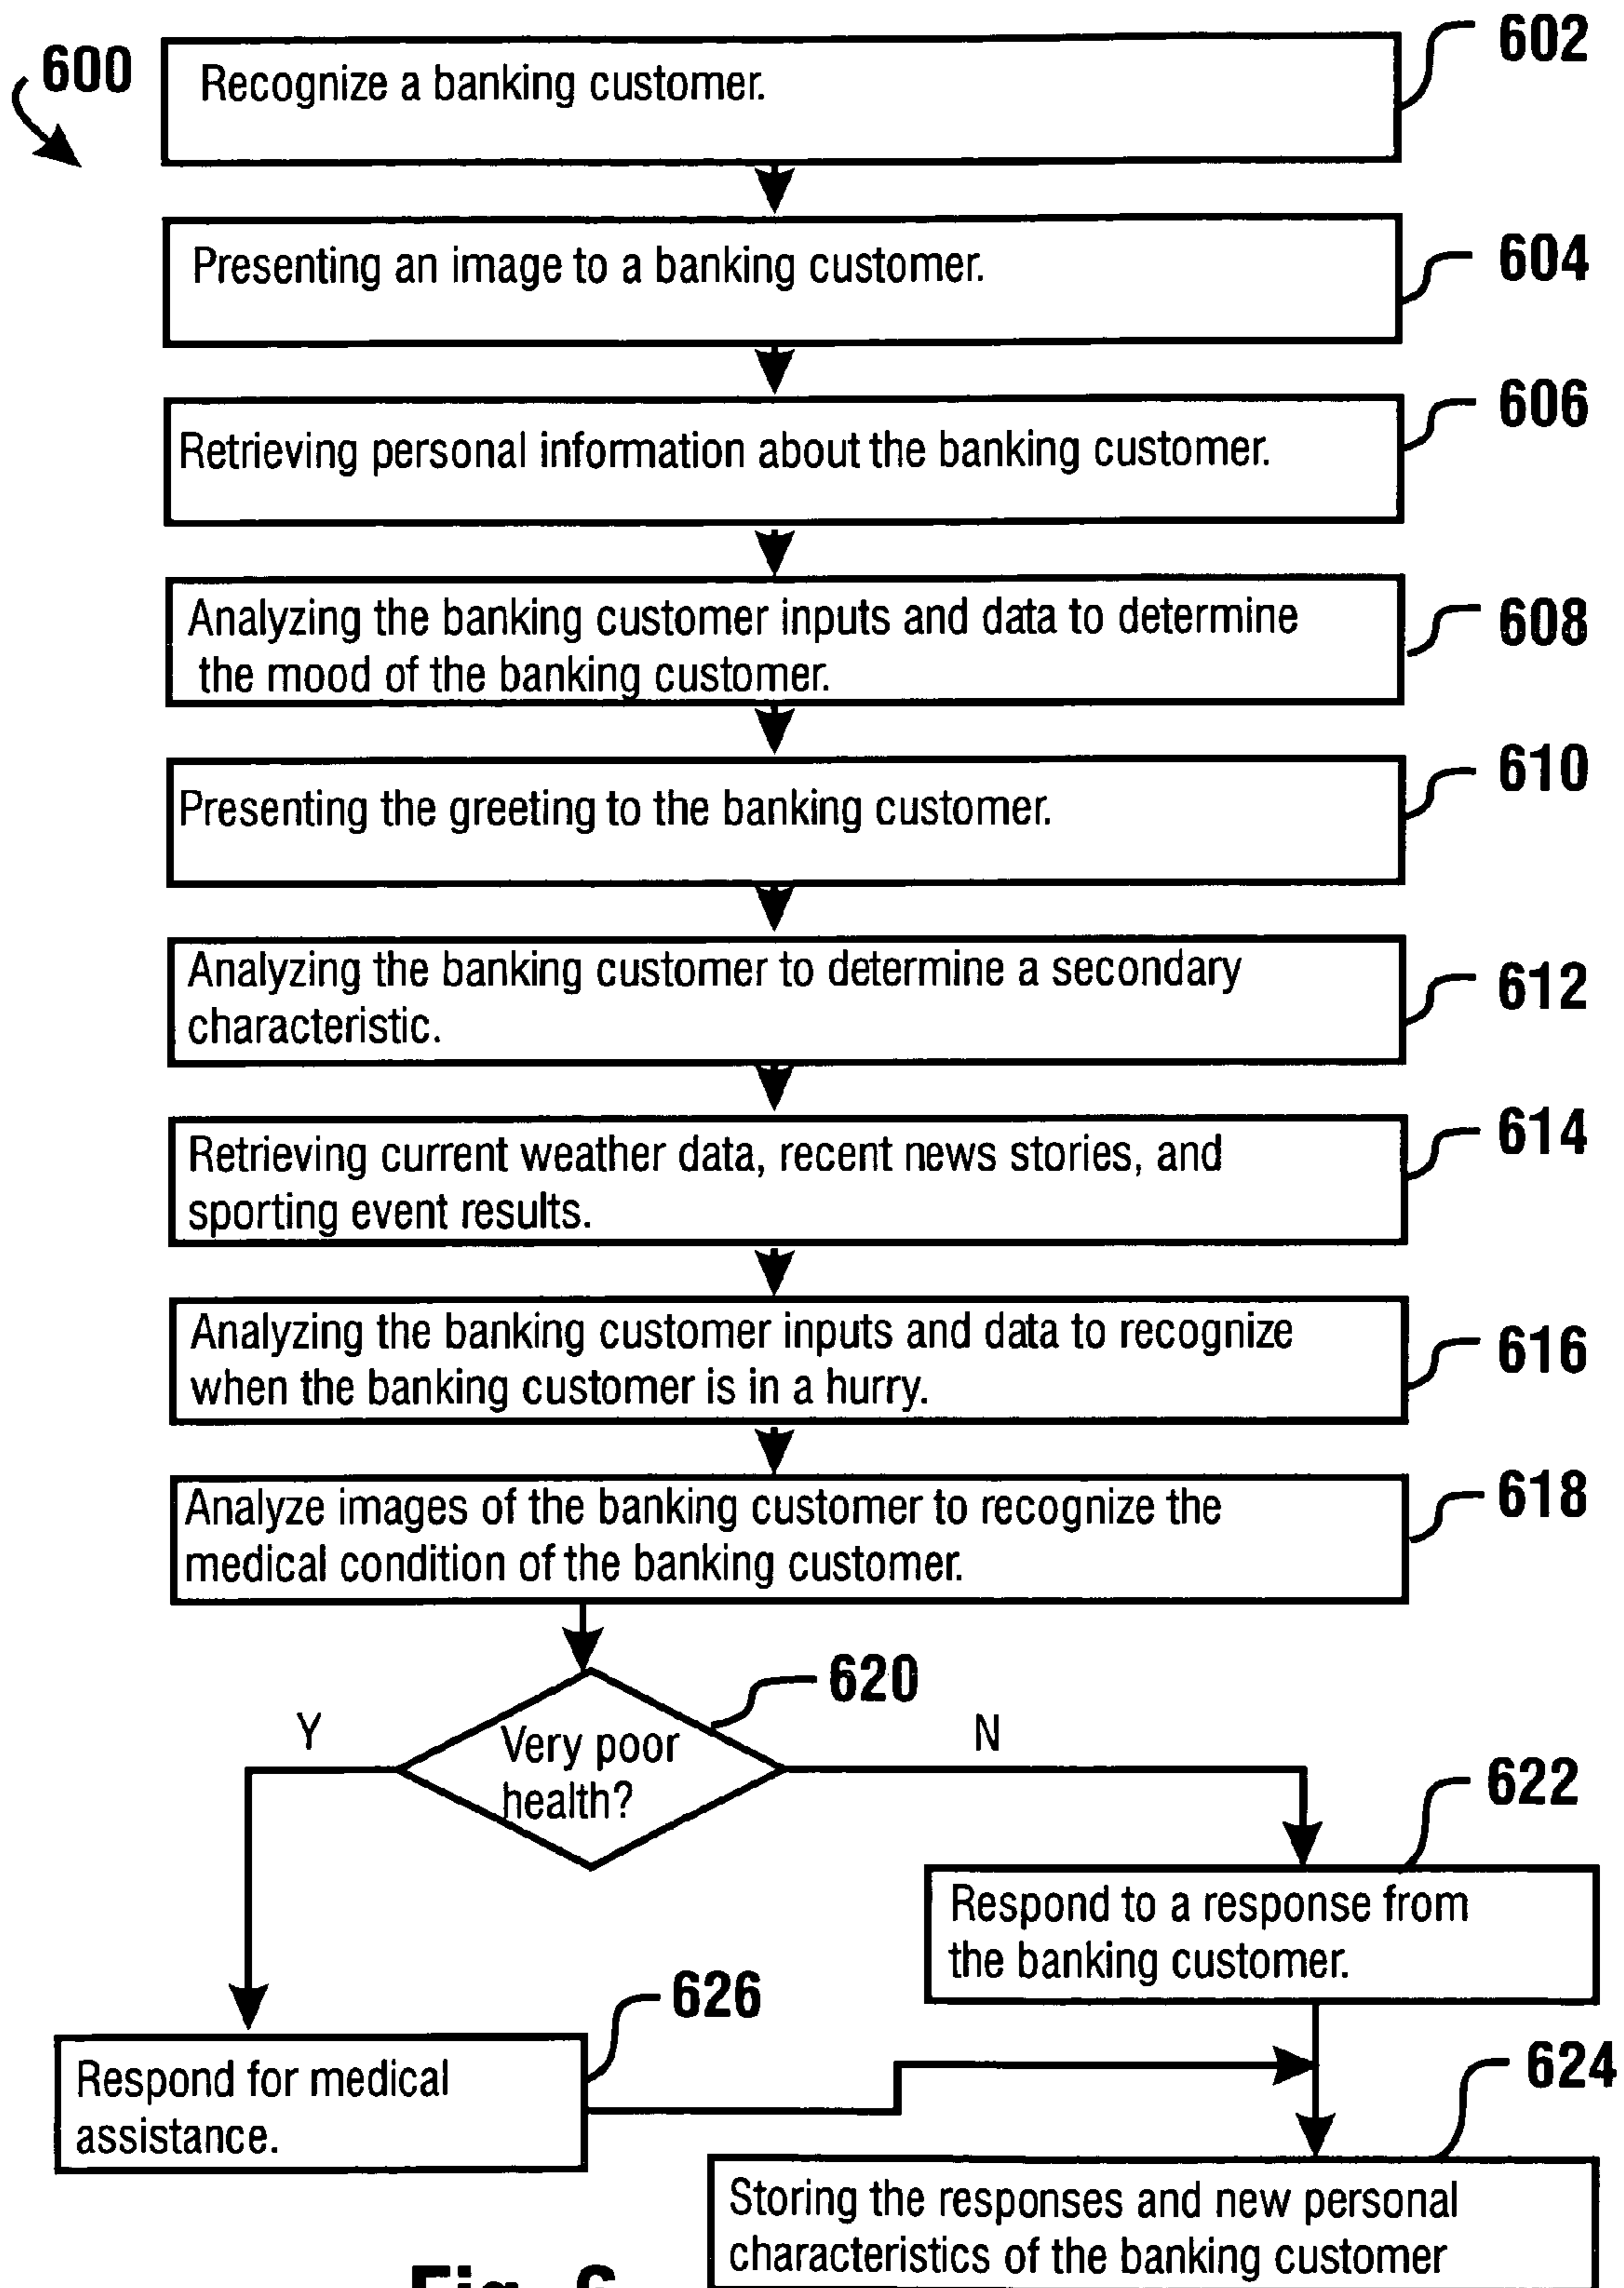 600
602
Recognize a banking customer.
604
Presenting an image to a banking customer.
606
Retrieving personal information about the banking customer.
608
Analyzing the banking customer inputs and data to determine
the mood of the banking customer.
610
Presenting the greeting to the banking customer.
612
Analyzing the banking customer to determine a secondary
characteristic.
614
Retrieving current weather data, recent news stories, and
sporting event results.
616
Analyzing the banking customer inputs and data to recognize
when the banking customer is in a hurry.
618
Analyze images of the banking customer to recognize the
medical condition of the banking customer.
620
Y
Very poor
health?
N
622
Respond to a response from
the banking customer.
626
Respond for medical
assistance.
624
Storing the responses and new personal
characteristics of the banking customer
Fig. 6